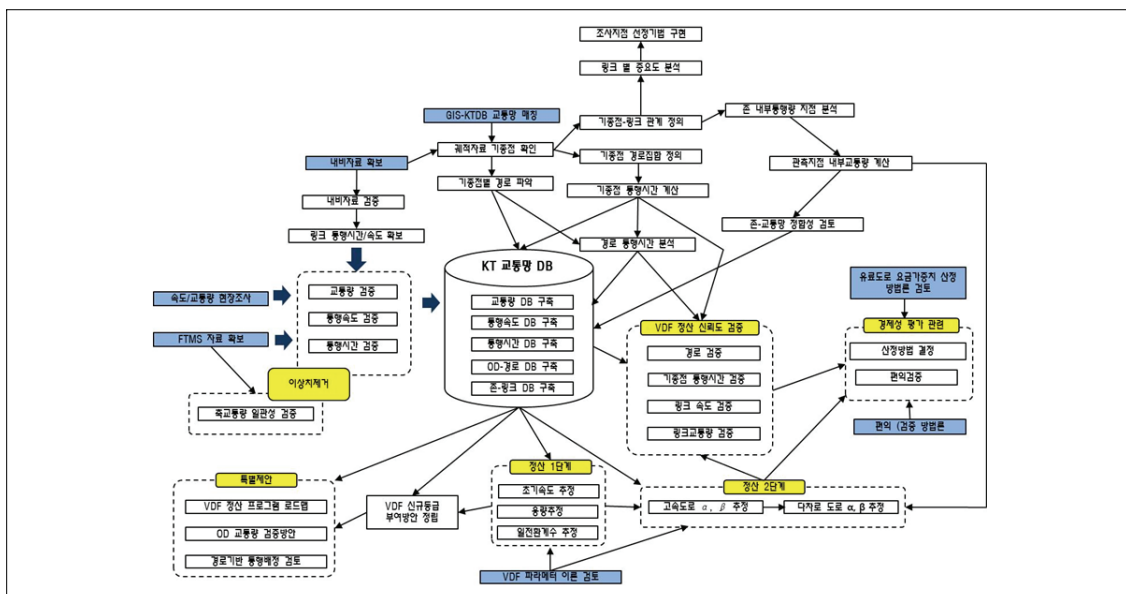 조사지점 선정기법 구현
링크 별 중요도 분석
GIS-KTDB 교통망 매칭
기종점-링크 관계 정의
존 내부통행량 지점 분석
내비자료 확보
궤적자료 기종점 확인
기종점 경로집합 정의
관측지점 내부교통량 계산
기종점별 경로 파악
기종점 통행시간 계산
내비자료 검증
존-교통망 정합성 검토
링크 통행시간/속도 확보
경로 통행시간 분석
KT 교통망 DB
교통량 DB 구축
통행속도 DB 구축
통행시간 DB 구축
OD-경로 DB 구축
존-링크 DB 구축
속도/교통량 현장조사
FTMS 자료 확보
교통량 검증
통행속도 검증
통행시간 검증
이상치제거
축교통량 일관성 검증
VDF 정산 신뢰도 검증
경로 검증
기종점 통행시간 검증
링크 속도 검증
링크교통량 검증
유료도로 요금가중치 산정
방법론 검토
경제성 평가 관련
산정방법 결정
편익검증
편익 (검증 방법론
특별제안
VDF 정산 프로그램 로드맵
OD 교통량 검증방안
경로기반 통행배정 검토
VDF 신규등급
부여방안 정립
정산 1단계
초기속도 추정
용량추정
일전환계수 추정
정산 2단계
고속도로 α, β 추정
다차로 도로 α, β 추정
VDF 파라메터 이론 검토